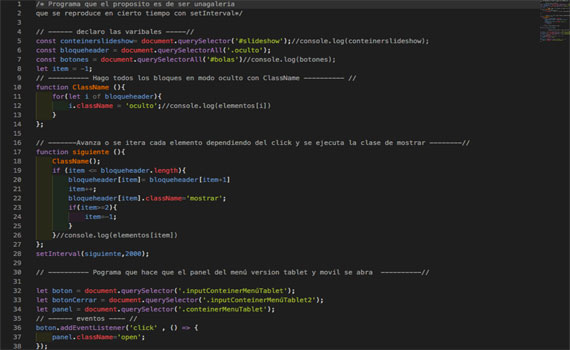 1 /* Programa que el proposito es de ser unagaleria
2 que se reproduce en cierto tiempo con setInterval*/
3
4 // ------ declaro las varibales -----//
5 const conteinerslideshow= document.querySelector('#slideshow');//console.log(conteinerslideshow);
6 const bloqueheader = document.querySelectorAll('.oculto');
7 const botones = document.querySelectorAll('#bolas')//console.log(botones);
8 let item = -1;
9 // ---------- Hago todos los bloques en modo oculto con ClassName ---------- //
10 function ClassName (){
11 for(let i of bloqueheader){
12 i.className = 'oculto';//console.log(elementos[i])
13 }
14 };
15
16 // -------Avanza o se itera cada elemento dependiendo del click y se ejecuta la clase de mostrar --------//
17 function siguiente (){
18 ClassName();
19 if (item <= bloqueheader.length){
20 bloqueheader[item]= bloqueheader[item+1]
21 item++;
22 bloqueheader[item].className='mostrar';
23 if(item==2){
24 item=-1;
25 }
26 }//console.log(elementos[item])
27 };
28 setInterval(siguiente,2000);
29
30 // ---------- Pograma que hace que el panel del menú version tablet y movil se abra ----------//
31
32 let boton = document.querySelector('.inputConteinerMenúTablet');
33 let botonCerrar = document.querySelector('.inputConteinerMenúTablet2');
34 let panel = document.querySelector('.conteinerMenuTablet');
35 // ------ eventos ---- //
36 boton.addEventListener('click' , () => {
37 panel.className='open';
38 });